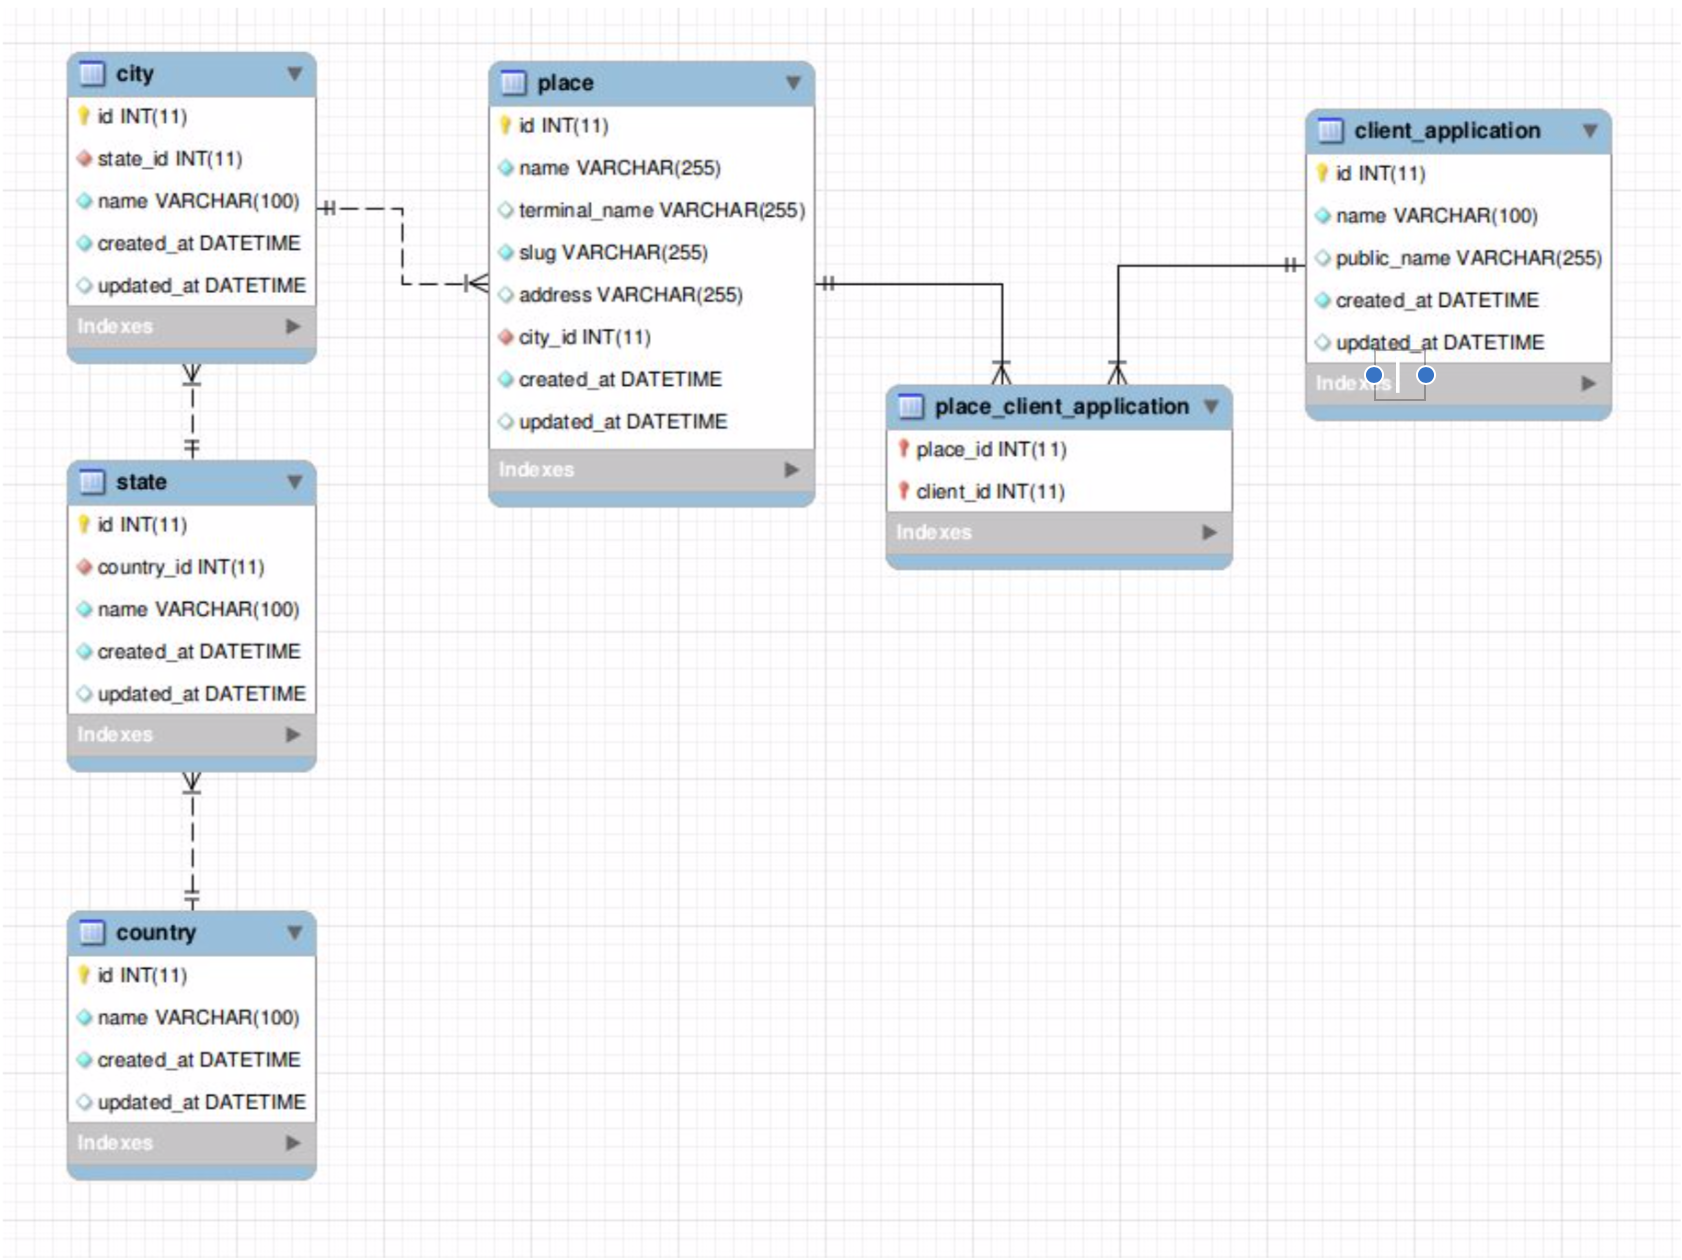 city
id INT(11)
state_id INT(11)
name VARCHAR(100)
created_at DATETIME
updated_at DATETIME
Indexes
place
id INT(11)
name VARCHAR(255)
terminal_name VARCHAR(255)
slug VARCHAR(255)
address VARCHAR(255)
city_id INT(11)
created_at DATETIME
updated_at DATETIME
Indexes
client_application
id INT(11)
name VARCHAR(100)
public_name VARCHAR(255)
created_at DATETIME
updated_at DATETIME
Indexes
place_client_application
place_id INT(11)
client_id INT(11)
Indexes
state
id INT(11)
country_id INT(11)
name VARCHAR(100)
created_at DATETIME
updated_at DATETIME
Indexes
country
id INT(11)
name VARCHAR(100)
created_at DATETIME
updated_at DATETIME
Indexes